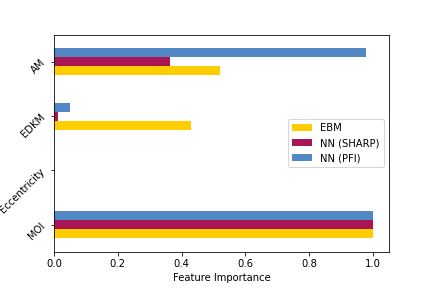 AM
EDKM
Eccentricity
MOI
EBM
NN (SHARP)
NN (PFI)
0.0 0.2 0.4 0.6 0.8 1.0
Feature Importance